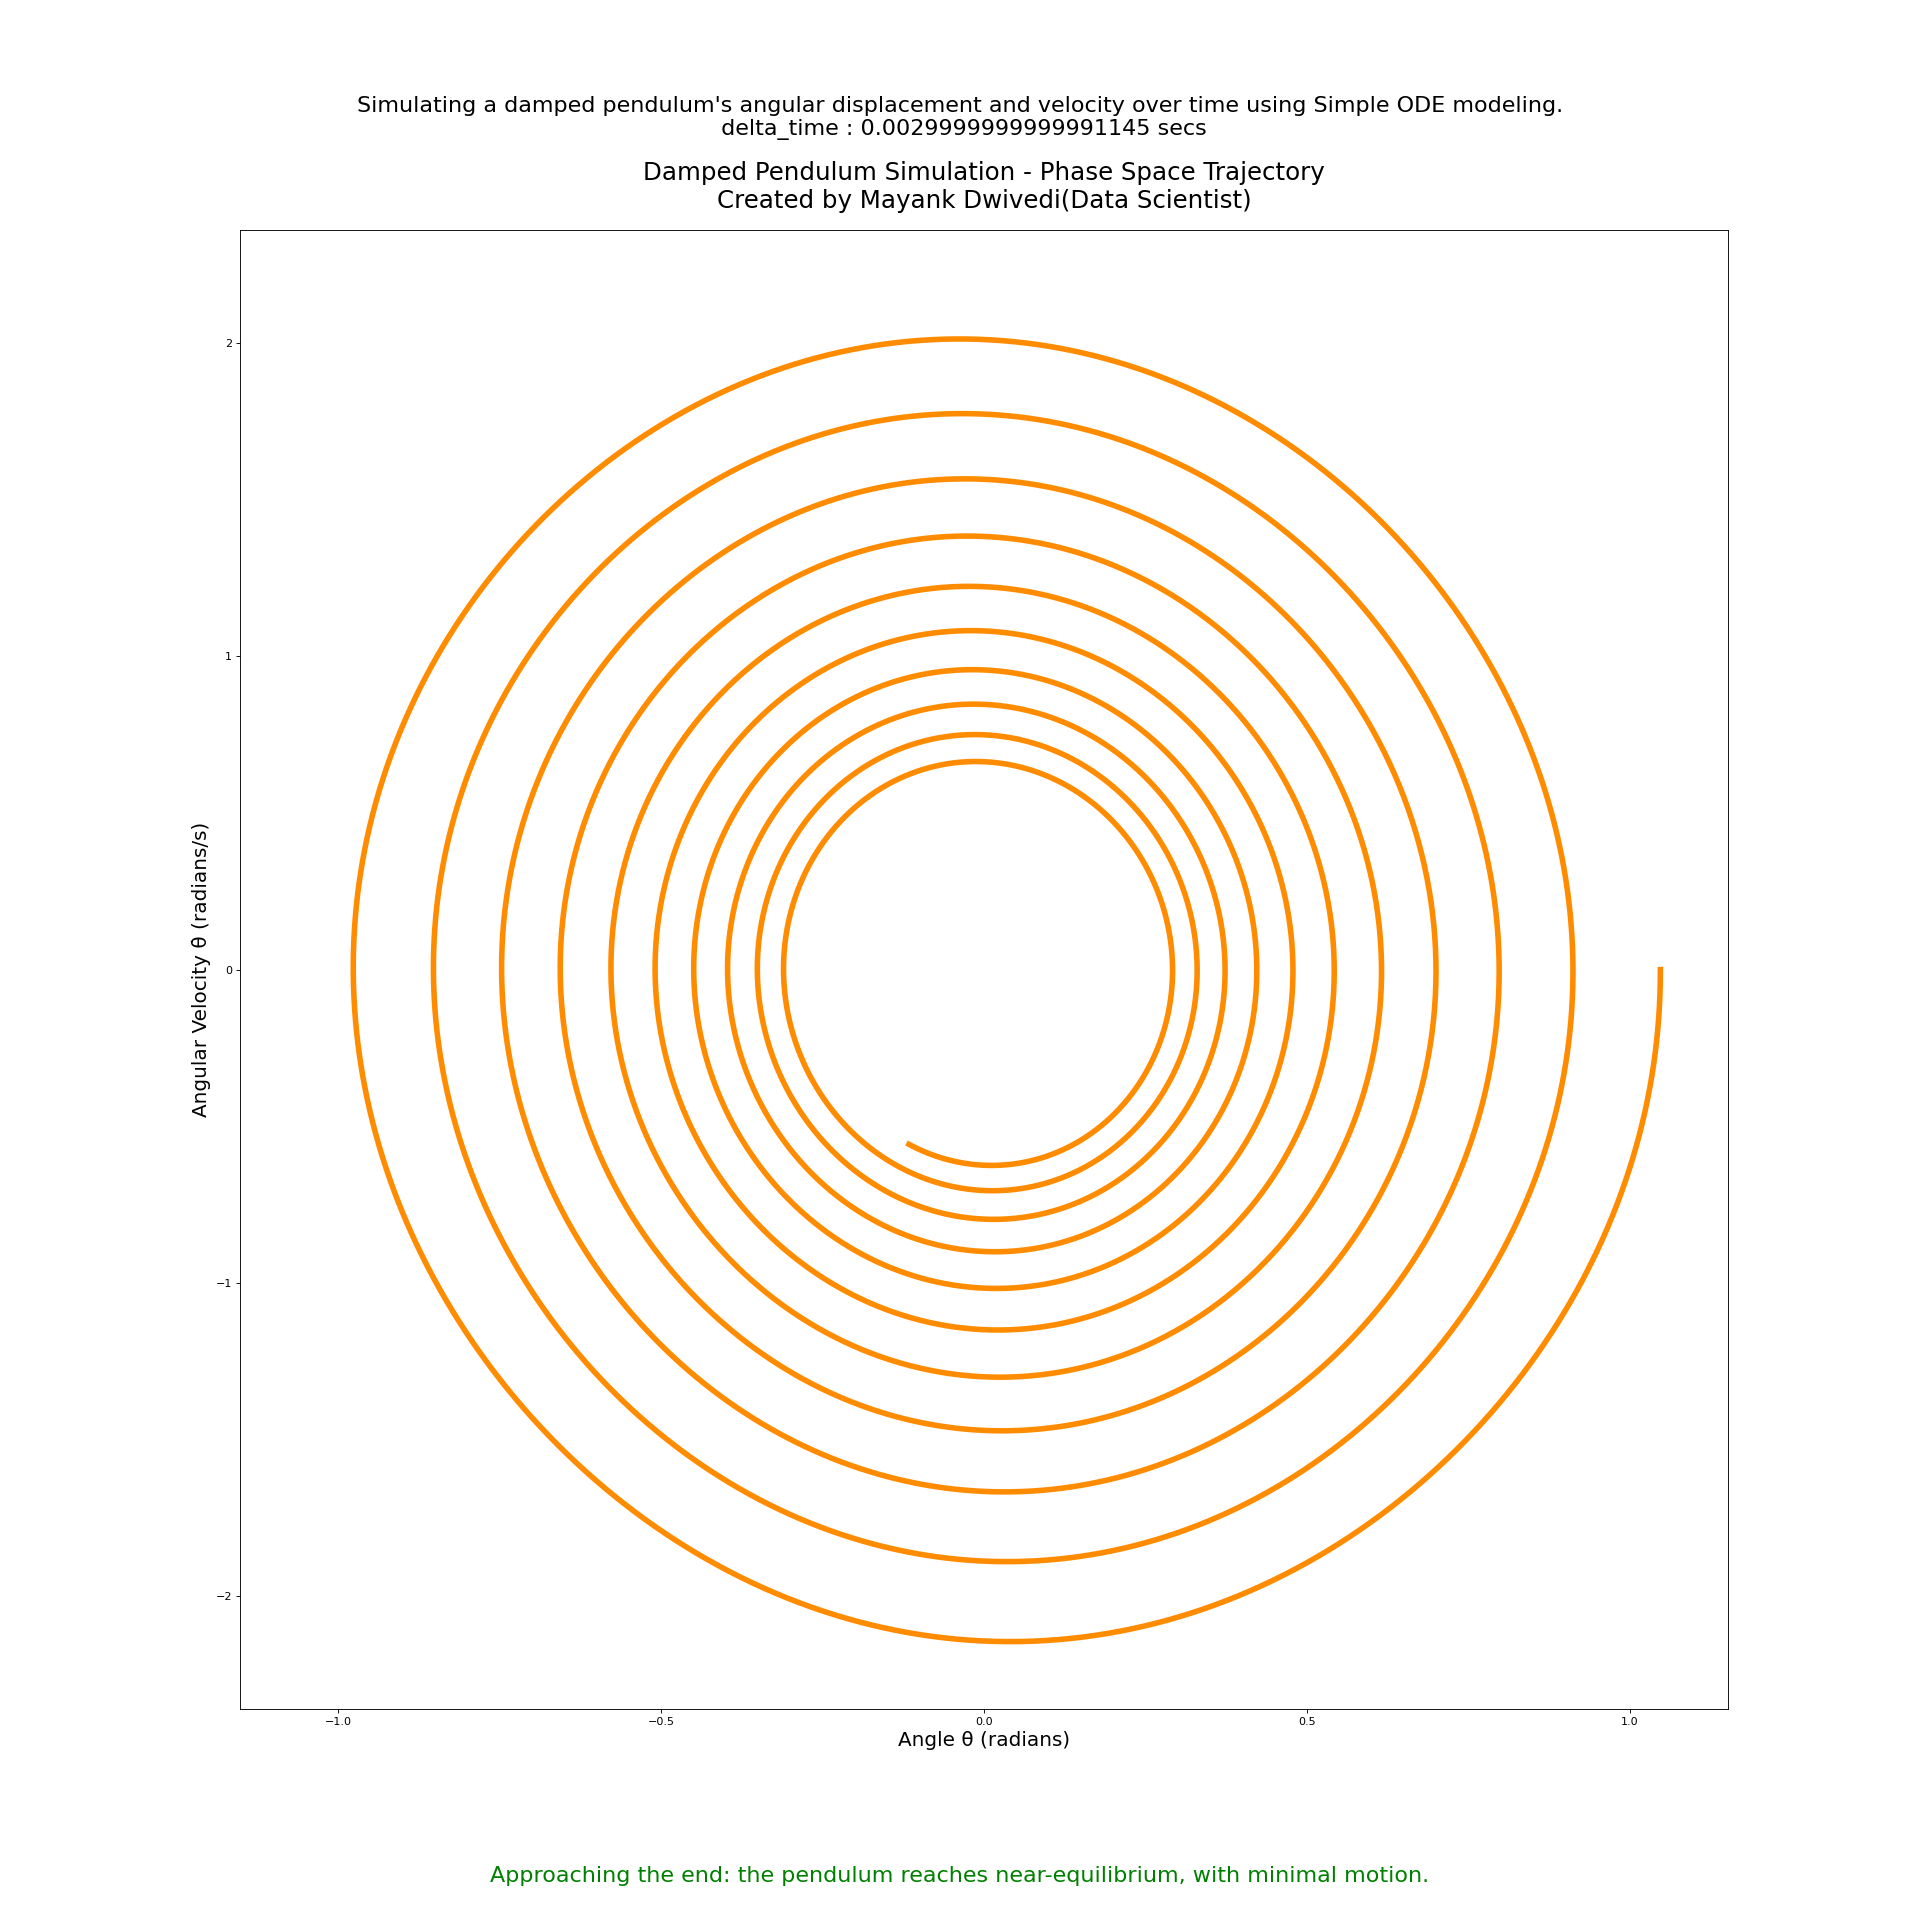 Simulating a damped pendulum's angular displacement and velocity over time using Simple ODE modeling.
delta_time : 0.0029999999999991145 secs
Damped Pendulum Simulation - Phase Space Trajectory
Created by Mayank Dwivedi(Data Scientist)
2
1
0
−1
−2
Angular Velocity θ (radians/s)
−1.0
−0.5
0.0
0.5
1.0
Angle θ (radians)
Approaching the end: the pendulum reaches near-equilibrium, with minimal motion.